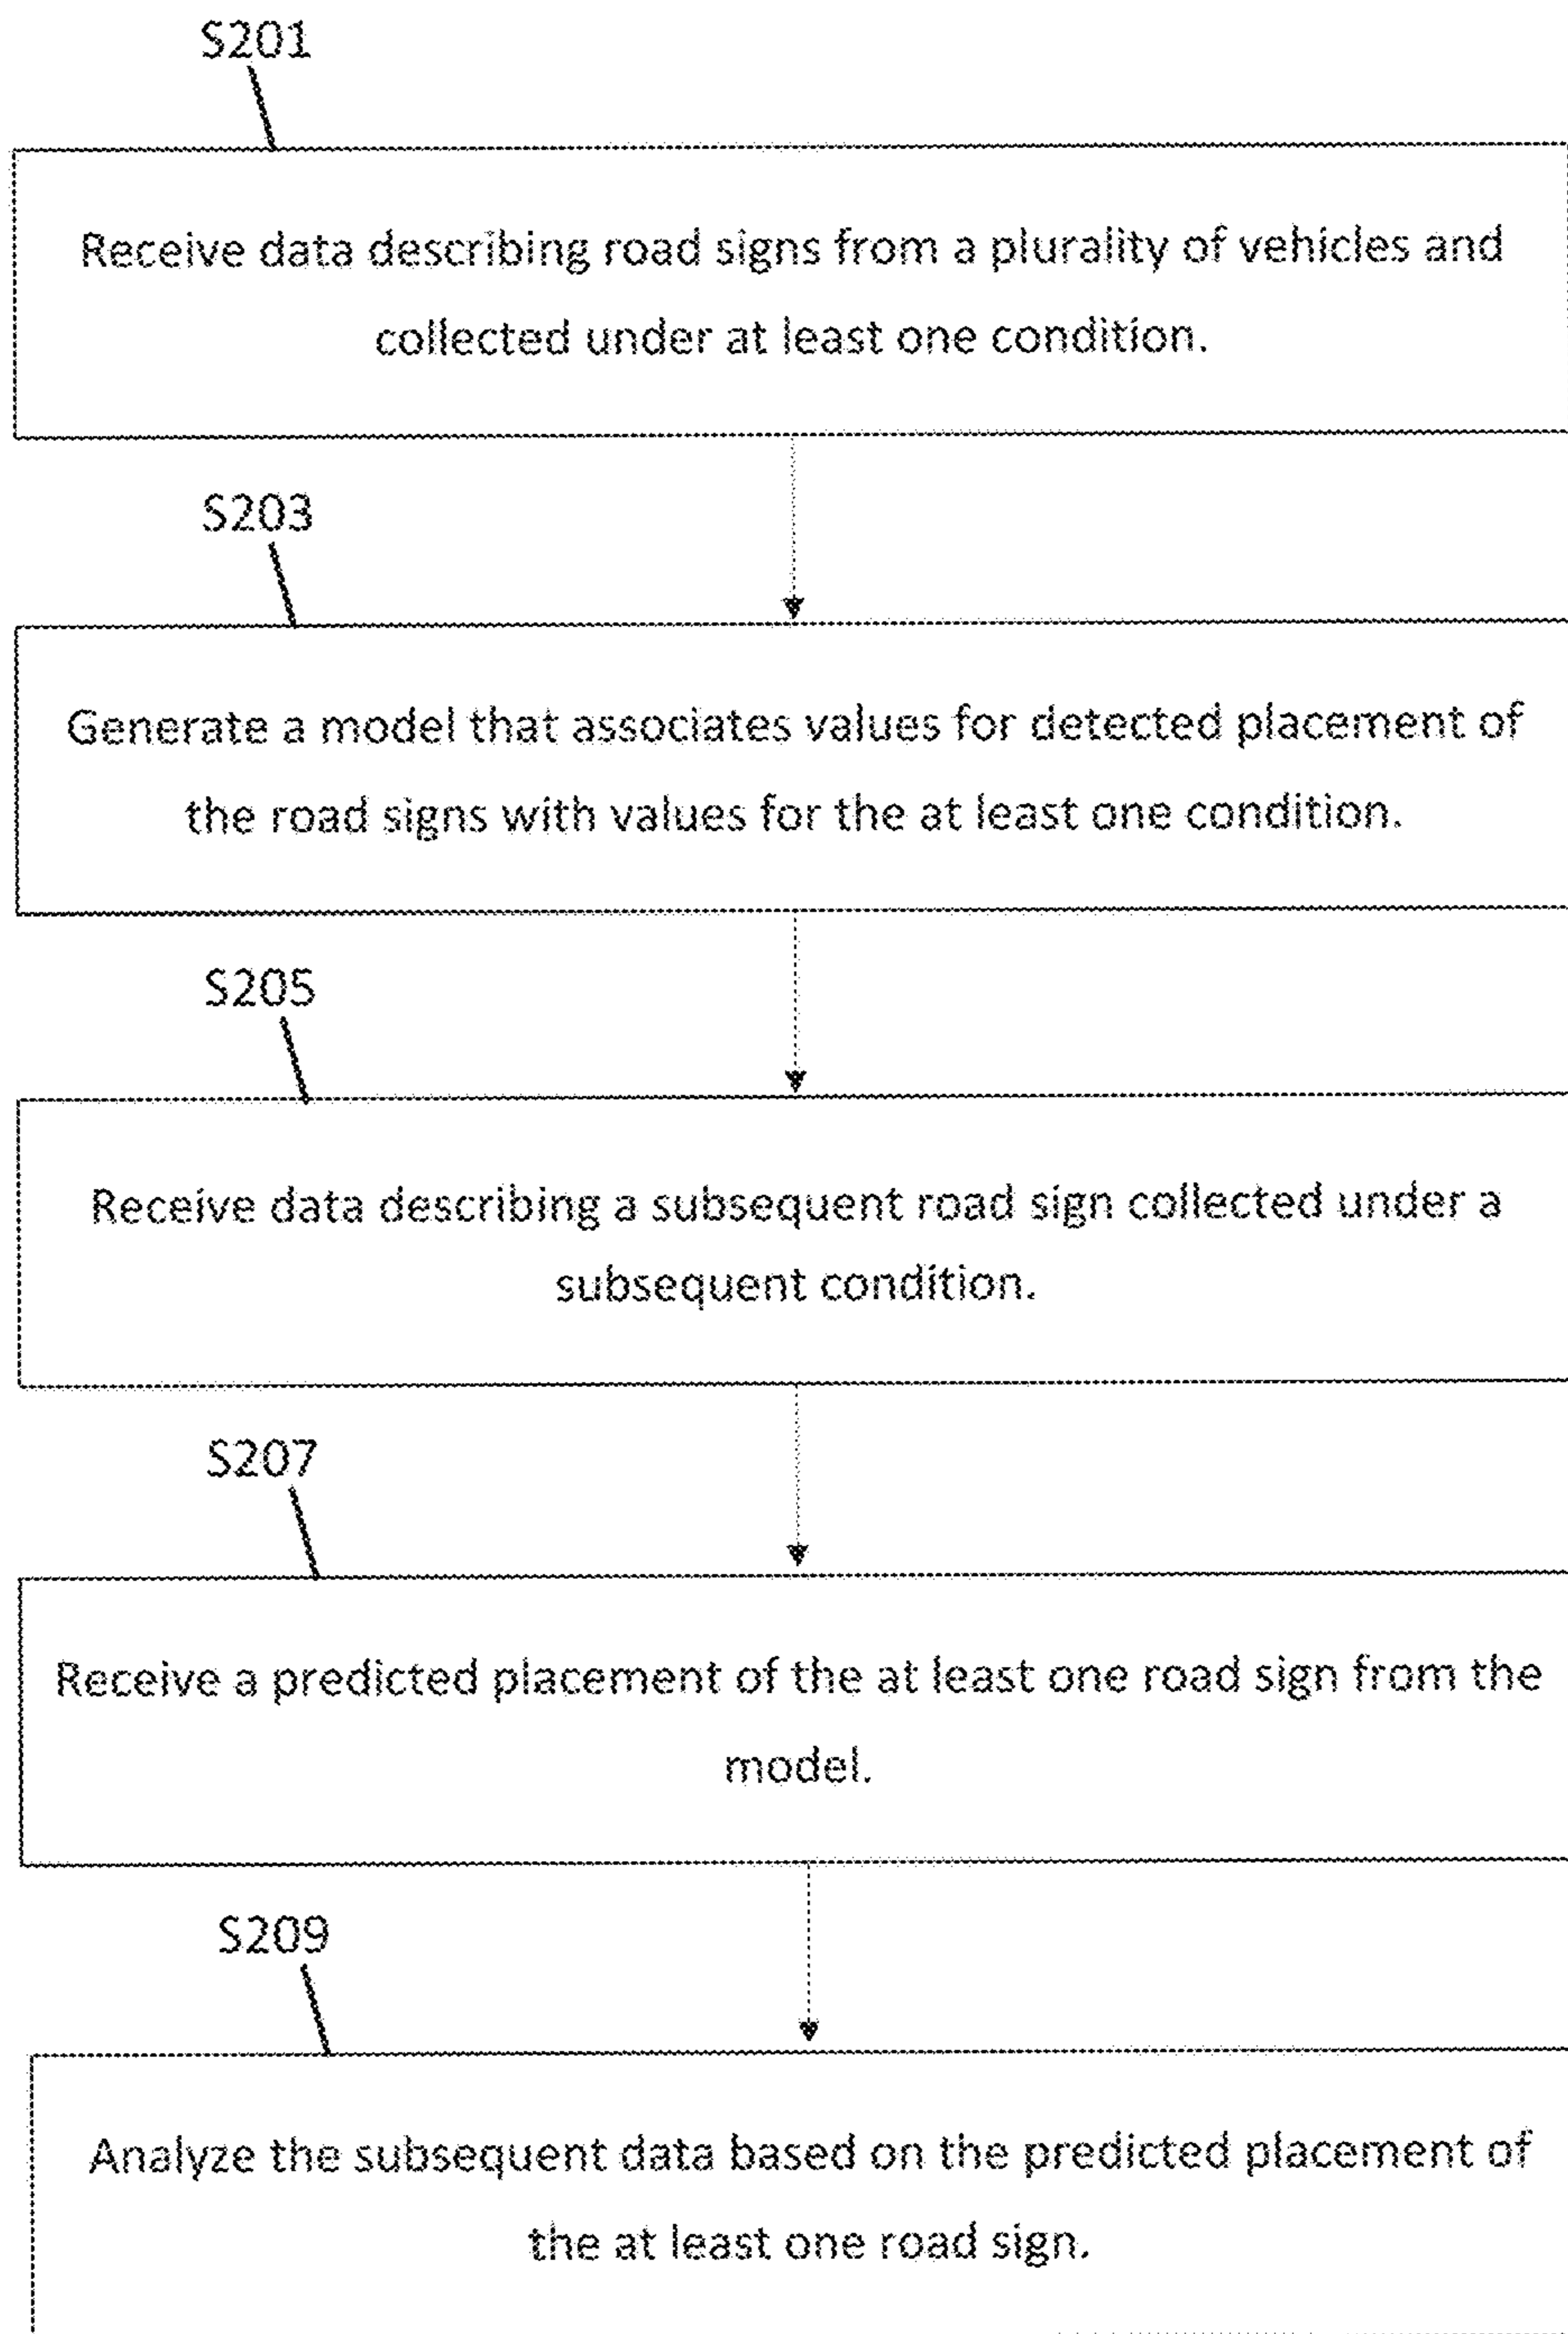 S201
Receive data describing road signs from a plurality of vehicles and
collected under at least one condition.
S203
Generate a model that associates values for detected placement of
the road signs with values for the at least one condition.
S205
Receive data describing a subsequent road sign collected under a
subsequent condition.
S207
Receive a predicted placement of the at least one road sign from the
model.
S209
Analyze the subsequent data based on the predicted placement of
the at least one road sign.